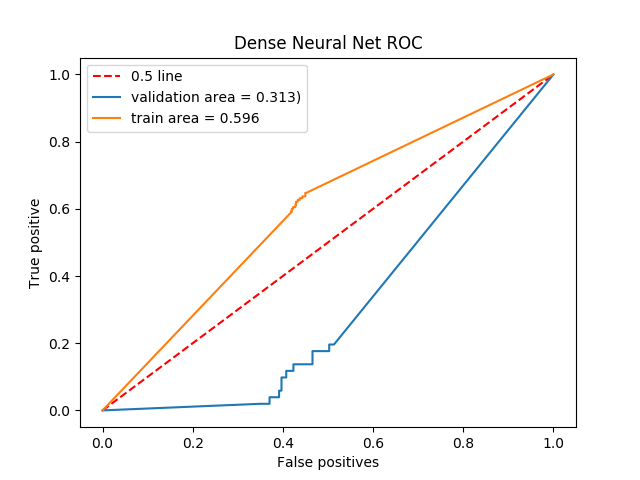 Dense Neural Net ROC
0.5 line
validation area = 0.313)
train area = 0.596
1.0
0.8
0.6
0.4
0.2
0.0
True positive
0.0 0.2 0.4 0.6 0.8 1.0
False positives